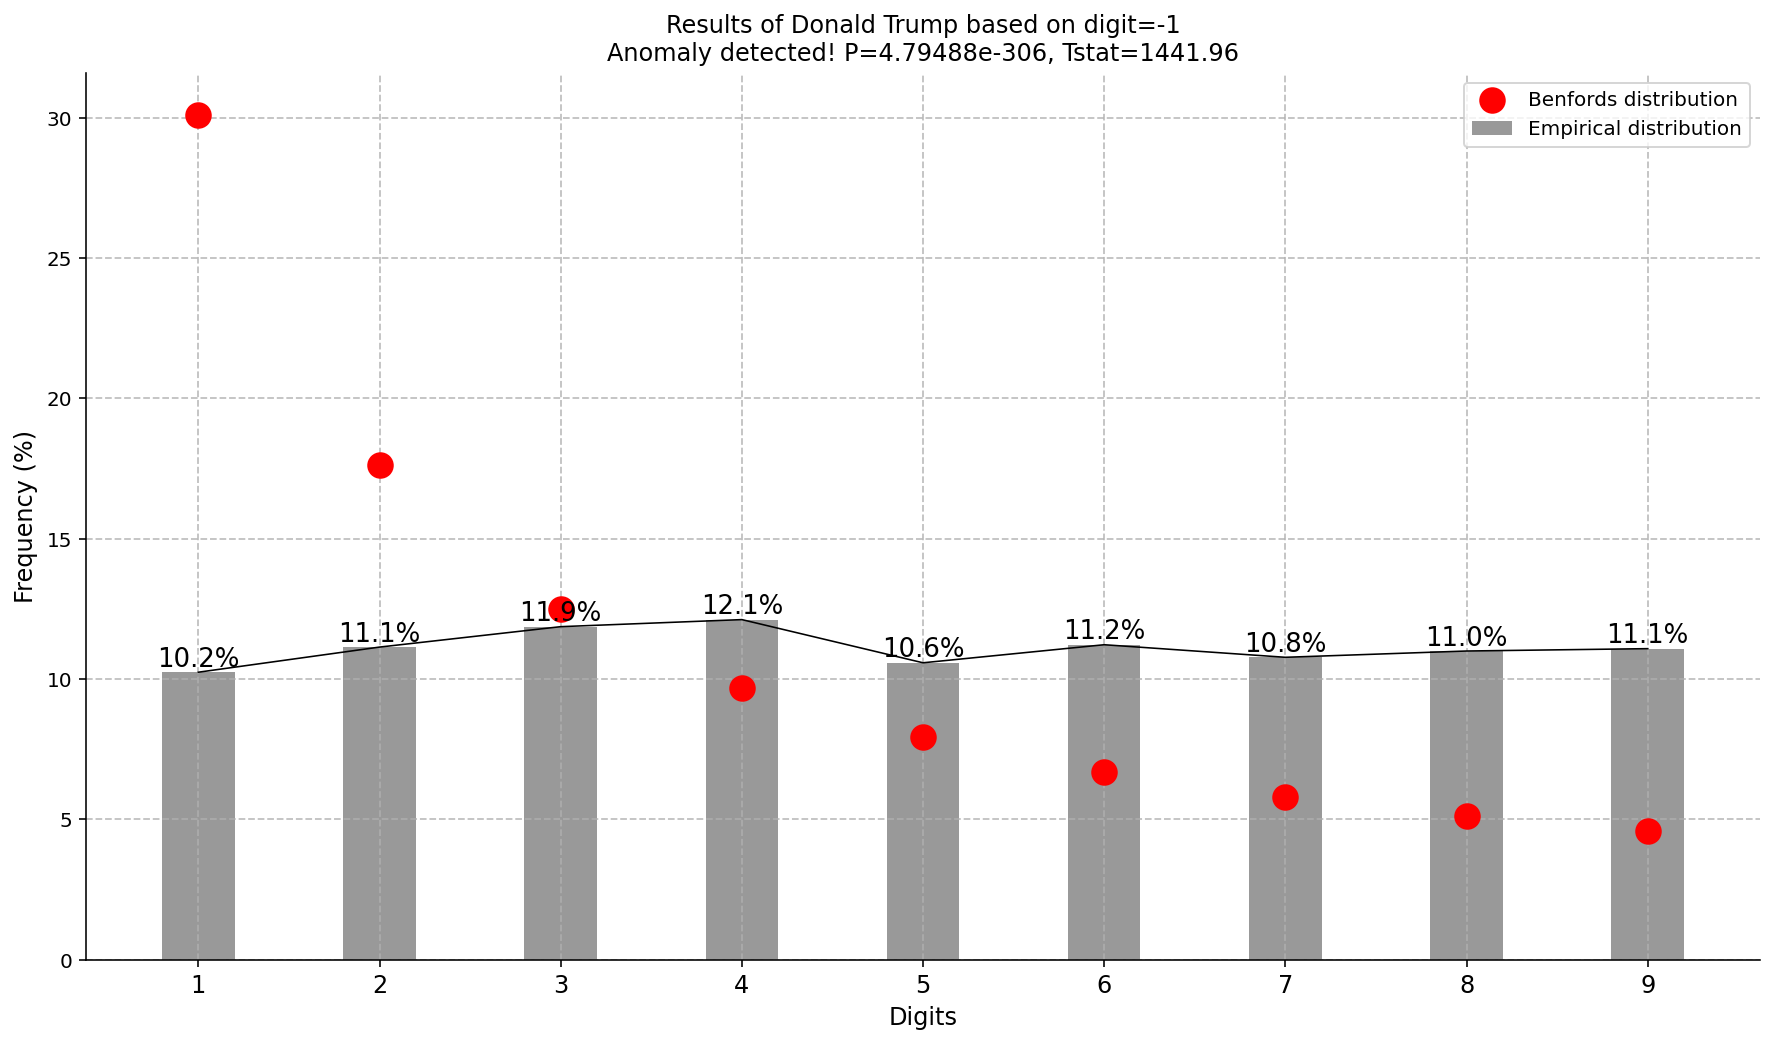 Results of Donald Trump based on digit=-1
Anomaly detected! P=4.79488e-306, Tstat=1441.96
Benfords distribution
Empirical distribution
Frequency (%)
30
25
20
15
10
5
0
10.2%
11.1%
11.9%
12.1%
10.6%
11.2%
10.8%
11.0%
11.1%
1 2 3 4 5 6 7 8 9
Digits